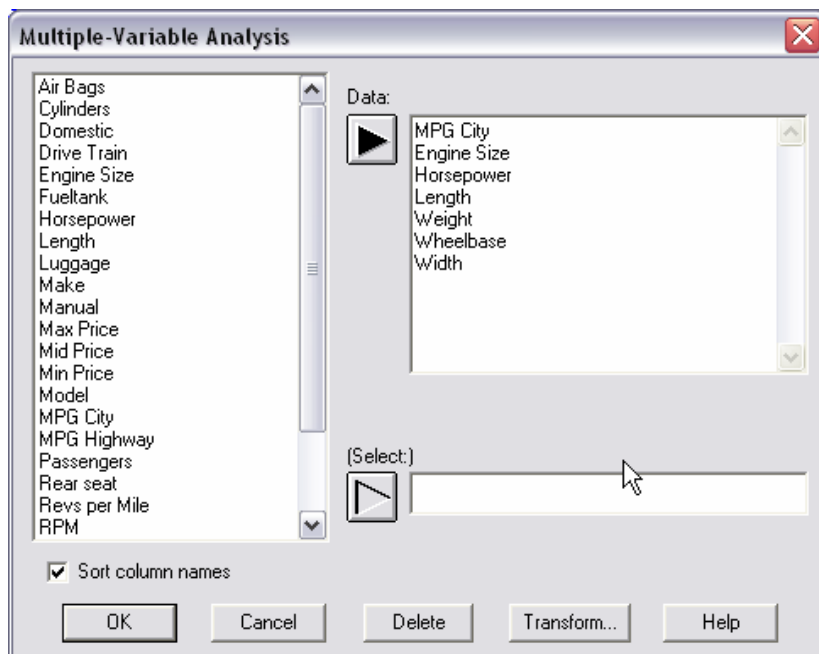 Multiple-Variable Analysis
Air Bags
Cylinders
Domestic
Drive Train
Engine Size
Fueltank
Horsepower
Length
Luggage
Make
Manual
Max Price
Mid Price
Min Price
Model
MPG City
MPG Highway
Passengers
Rear seat
Revs per Mile
RPM
Data:
MPG City
Engine Size
Horsepower
Length
Weight
Wheelbase
Width
(Select:)
Sort column names
OK
Cancel
Delete
Transform...
Help